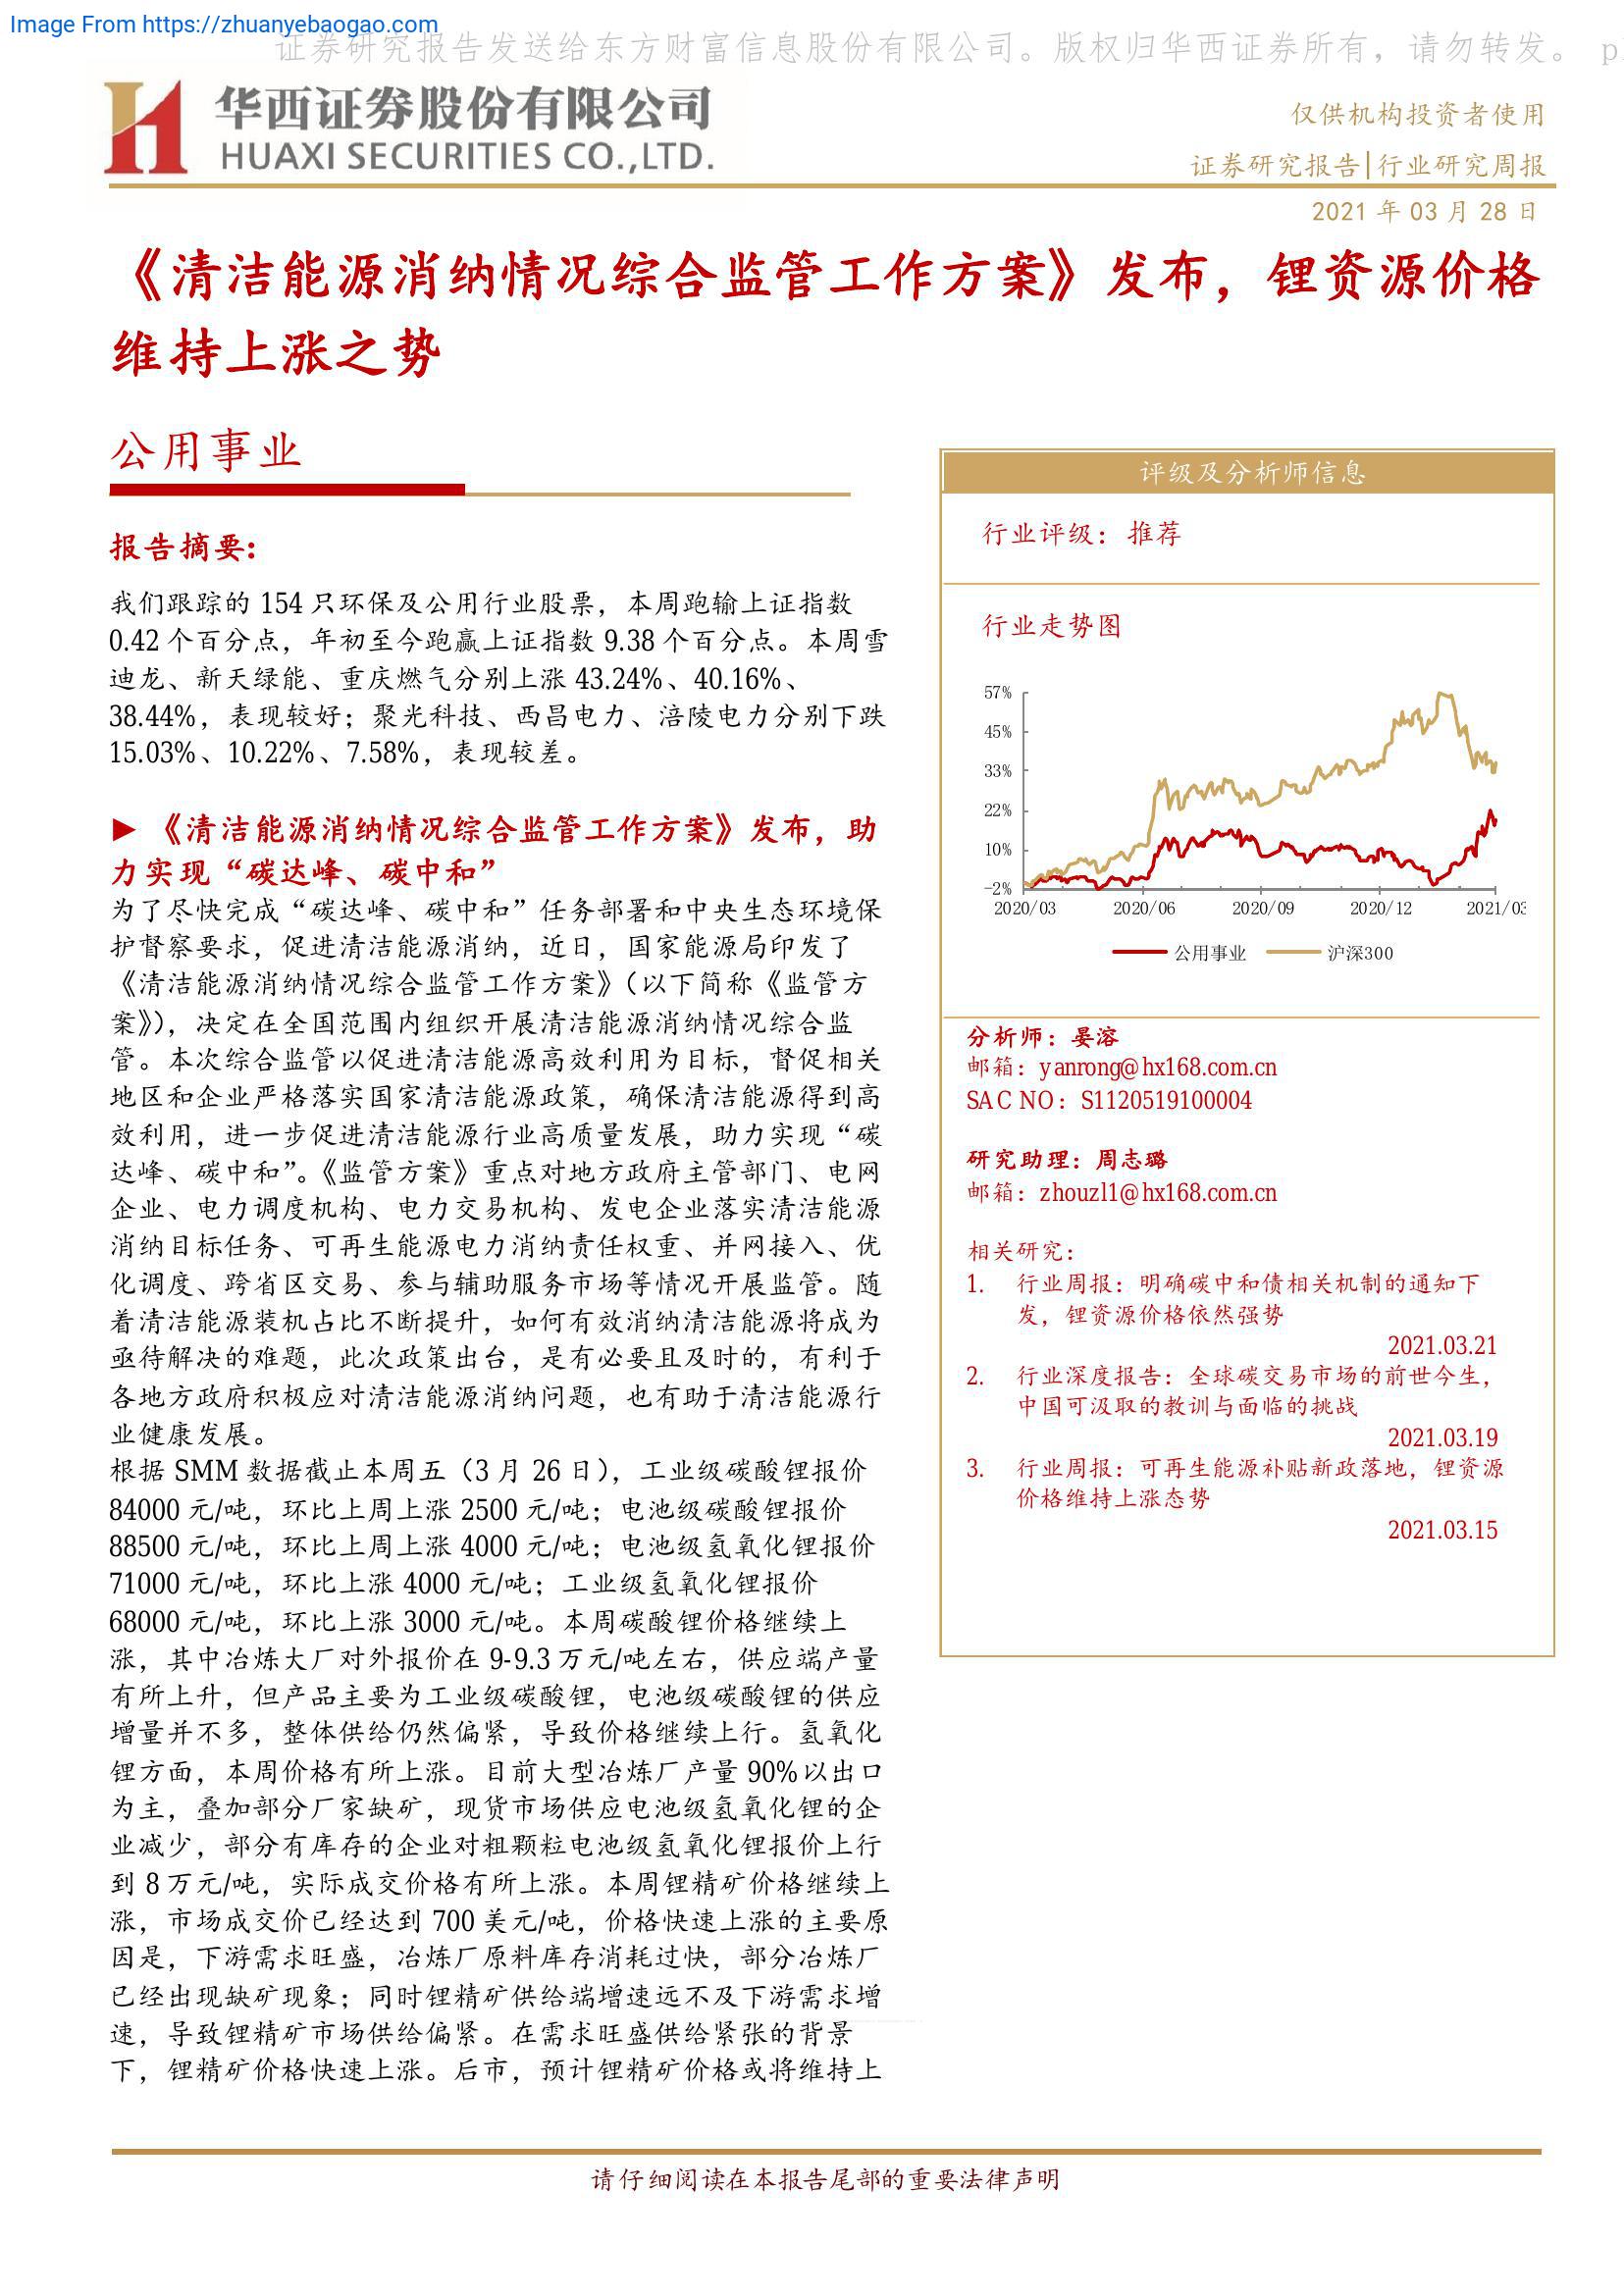 Image From https://zhuanyebaogao.com
证券研究报告发送给东方财富信息股份有限公司。版权归华西证券所有，请勿转发。 p
华西证券股份有限公司
HUAXI SECURITIES CO.,LTD.
仅供机构投资者使用
证券研究报告|行业研究周报
2021 年 03 月 28 日
《清洁能源消纳情况综合监管工作方案》发布，锂资源价格
维持上涨之势
公用事业
报告摘要:
我们跟踪的 154 只环保及公用行业股票，本周跑输上证指数
0.42 个百分点，年初至今跑赢上证指数 9.38 个百分点。本周雪
迪龙、新天绿能、重庆燃气分别上涨 43.24%、40.16%、
38.44%，表现较好；聚光科技、西昌电力、涪陵电力分别下跌
15.03%、10.22%、7.58%，表现较差。
► 《清洁能源消纳情况综合监管工作方案》发布，助
力实现“碳达峰、碳中和”
为了尽快完成“碳达峰、碳中和”任务部署和中央生态环境保
护督察要求，促进清洁能源消纳，近日，国家能源局印发了
《清洁能源消纳情况综合监管工作方案》（以下简称《监管方
案》），决定在全国范围内组织开展清洁能源消纳情况综合监
管。本次综合监管以促进清洁能源高效利用为目标，督促相关
地区和企业严格落实国家清洁能源政策，确保清洁能源得到高
效利用，进一步促进清洁能源行业高质量发展，助力实现“碳
达峰、碳中和”。《监管方案》重点对地方政府主管部门、电网
企业、电力调度机构、电力交易机构、发电企业落实清洁能源
消纳目标任务、可再生能源电力消纳责任权重、并网接入、优
化调度、跨省区交易、参与辅助服务市场等情况开展监管。随
着清洁能源装机占比不断提升，如何有效消纳清洁能源将成为
亟待解决的难题，此次政策出台，是有必要且及时的，有利于
各地方政府积极应对清洁能源消纳问题，也有助于清洁能源行
业健康发展。
根据 SMM 数据截止本周五（3 月 26 日），工业级碳酸锂报价
84000 元/吨，环比上周上涨 2500 元/吨；电池级碳酸锂报价
88500 元/吨，环比上周上涨 4000 元/吨；电池级氢氧化锂报价
71000 元/吨，环比上涨 4000 元/吨；工业级氢氧化锂报价
68000 元/吨，环比上涨 3000 元/吨。本周碳酸锂价格继续上
涨，其中冶炼大厂对外报价在 9-9.3 万元/吨左右，供应端产量
有所上升，但产品主要为工业级碳酸锂，电池级碳酸锂的供应
增量并不多，整体供给仍然偏紧，导致价格继续上行。氢氧化
锂方面，本周价格有所上涨。目前大型冶炼厂产量 90%以出口
为主，叠加部分厂家缺矿，现货市场供应电池级氢氧化锂的企
业减少，部分有库存的企业对粗颗粒电池级氢氧化锂报价上行
到 8 万元/吨，实际成交价格有所上涨。本周锂精矿价格继续上
涨，市场成交价已经达到 700 美元/吨，价格快速上涨的主要原
因是，下游需求旺盛，冶炼厂原料库存消耗过快，部分冶炼厂
已经出现缺矿现象；同时锂精矿供给端增速远不及下游需求增
速，导致锂精矿市场供给偏紧。在需求旺盛供给紧张的背景
下，锂精矿价格快速上涨。后市，预计锂精矿价格或将维持上
评级及分析师信息
行业评级：推荐
行业走势图
57%
45%
33%
22%
10%
-2%
2020/03 2020/06 2020/09 2020/12 2021/03
公用事业 沪深300
分析师：晏溶
邮箱：yanrong@hx168.com.cn
SAC NO：S1120519100004
研究助理：周志璐
邮箱：zhouzl1@hx168.com.cn
相关研究：
1. 行业周报：明确碳中和债相关机制的通知下
发，锂资源价格依然强势
2021.03.21
2. 行业深度报告：全球碳交易市场的前世今生，
中国可汲取的教训与面临的挑战
2021.03.19
3. 行业周报：可再生能源补贴新政落地，锂资源
价格维持上涨态势
2021.03.15
请仔细阅读在本报告尾部的重要法律声明